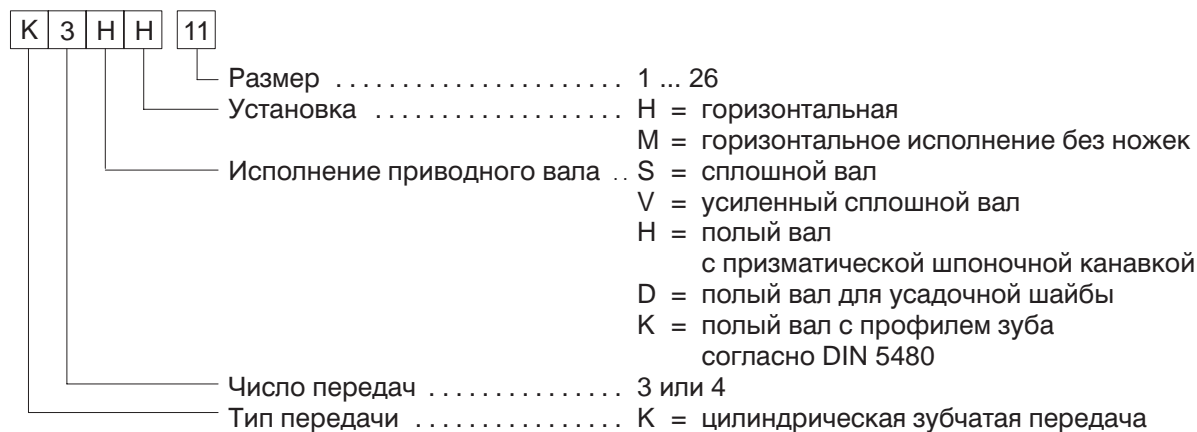 K 3 H H 11
Размер ...................... 1 ... 26
Установка ................... H = горизонтальная
M = горизонтальное исполнение без ножек
Исполнение приводного вала .. S = сплошной вал
V = усиленный сплошной вал
H = полый вал
с призматической шпоночной канавкой
D = полый вал для усадочной шайбы
K = полый вал с профилем зуба
согласно DIN 5480
Число передач ............... 3 или 4
Тип передачи ................ K = цилиндрическая зубчатая передача